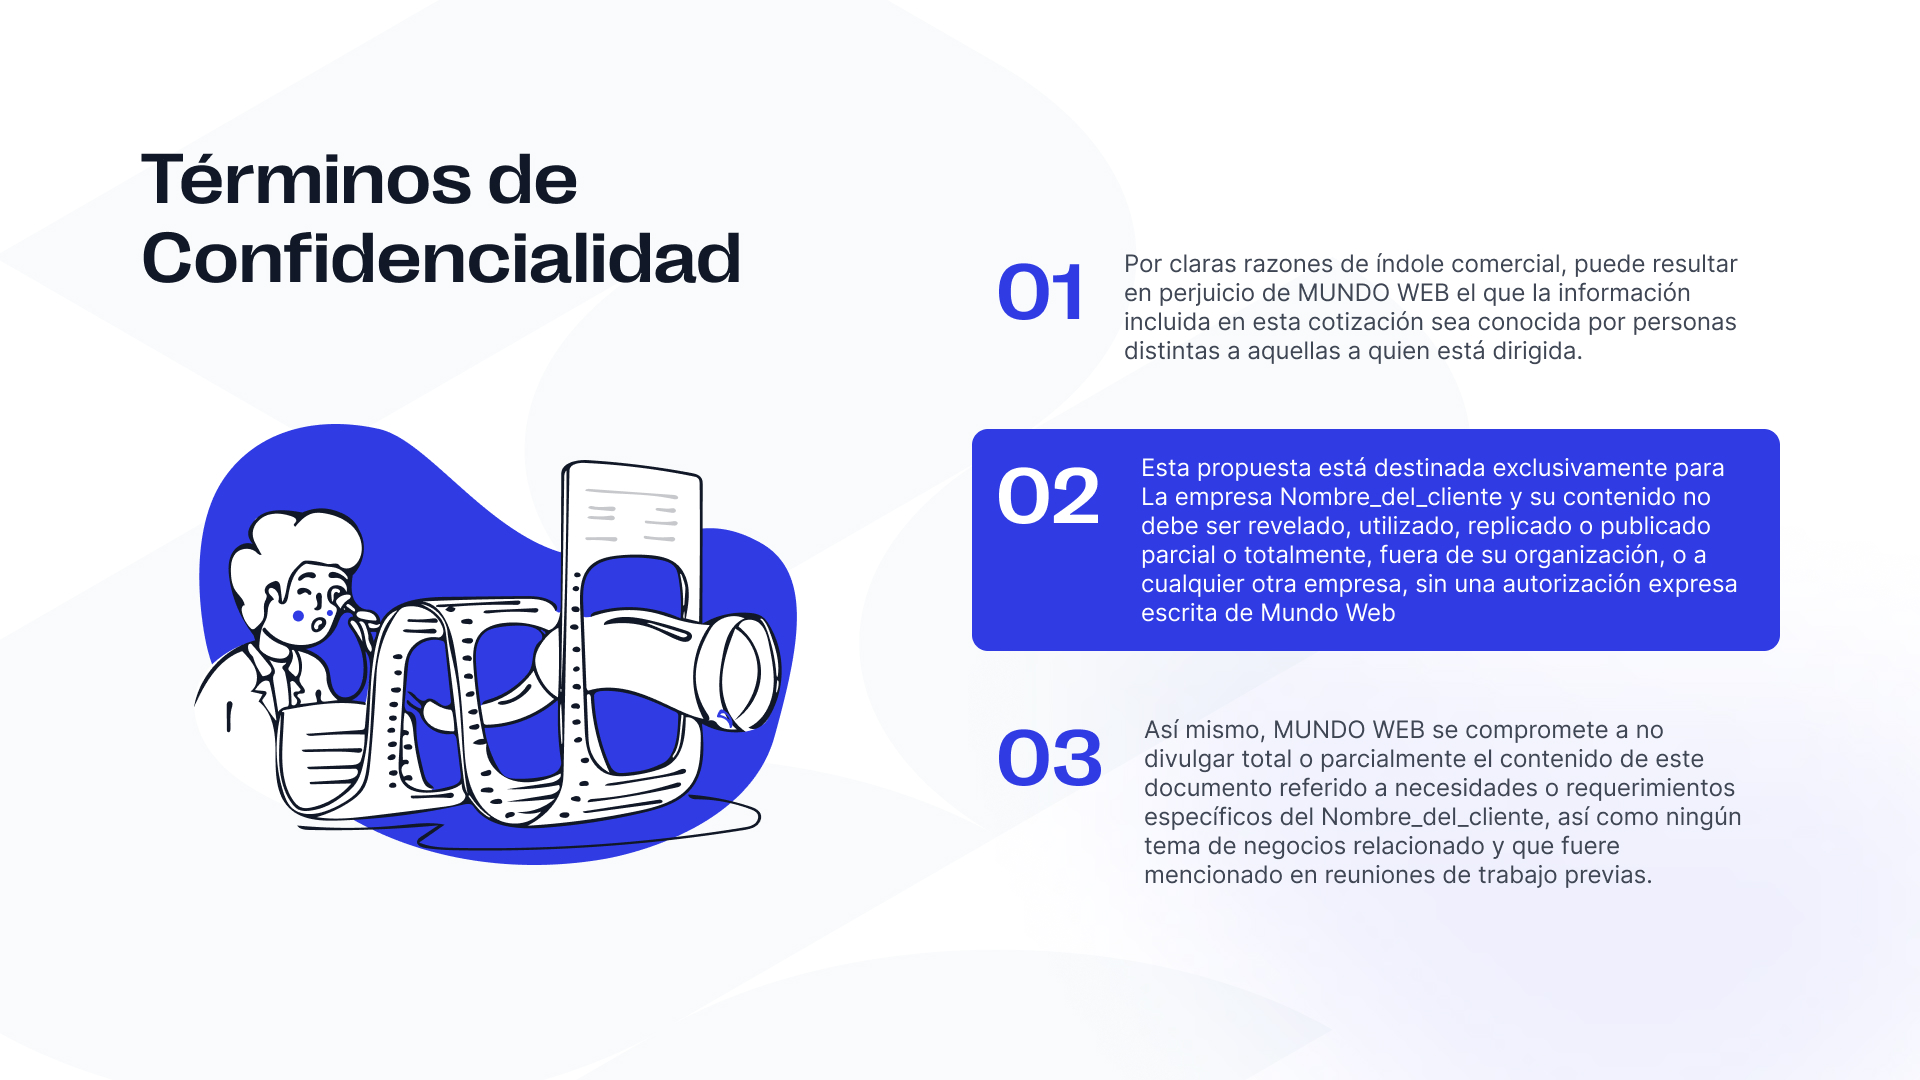 Términos de
Confidencialidad
01
Por claras razones de índole comercial, puede resultar
en perjuicio de MUNDO WEB el que la información
incluida en esta cotización sea conocida por personas
distintas a aquellas a quien está dirigida.
02
Esta propuesta está destinada exclusivamente para
La empresa Nombre_del_cliente y su contenido no
debe ser revelado, utilizado, replicado o publicado
parcial o totalmente, fuera de su organización, o a
cualquier otra empresa, sin una autorización expresa
escrita de Mundo Web
03
Así mismo, MUNDO WEB se compromete a no
divulgar total o parcialmente el contenido de este
documento referido a necesidades o requerimientos
específicos del Nombre_del_cliente, así como ningún
tema de negocios relacionado y que fuere
mencionado en reuniones de trabajo previas.